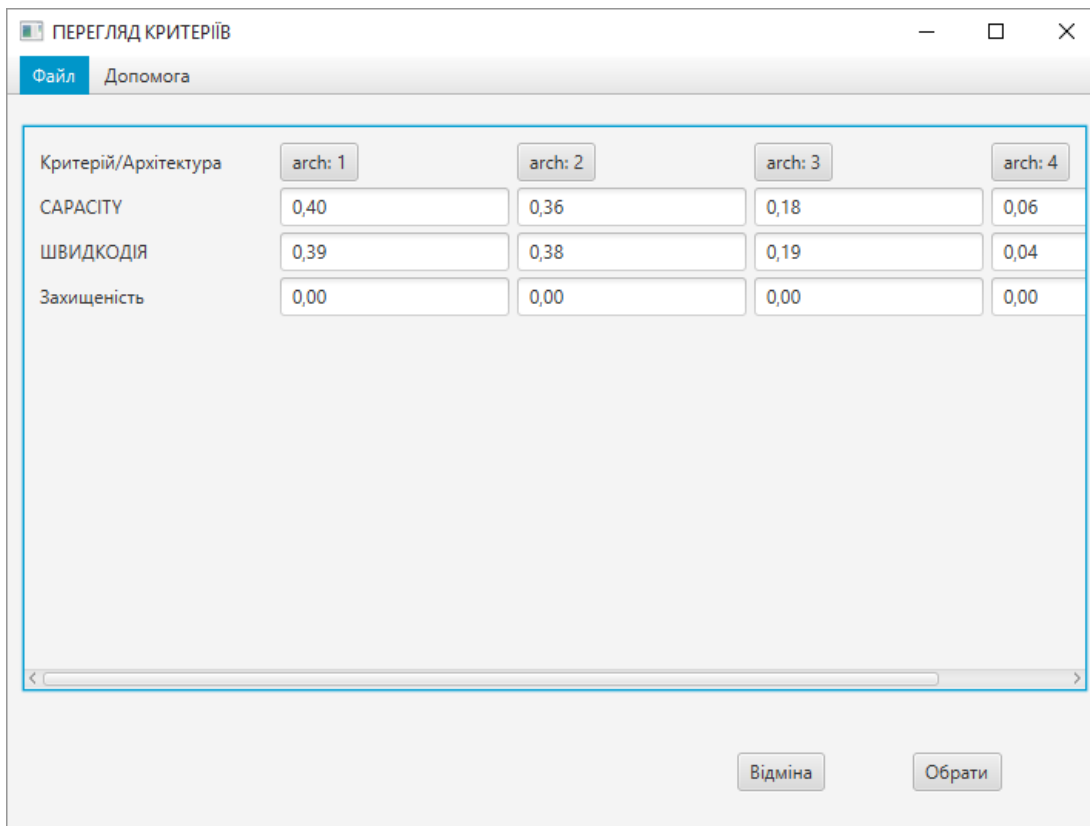 ПЕРЕГЛЯД КРИТЕРІЇВ
Файл Допомога
Критерій/Архітектура arch: 1 arch: 2 arch: 3 arch: 4
CAPACITY 0,40 0,36 0,18 0,06
ШВИДКОДІЯ 0,39 0,38 0,19 0,04
Захищеність 0,00 0,00 0,00 0,00
Відміна Обрати